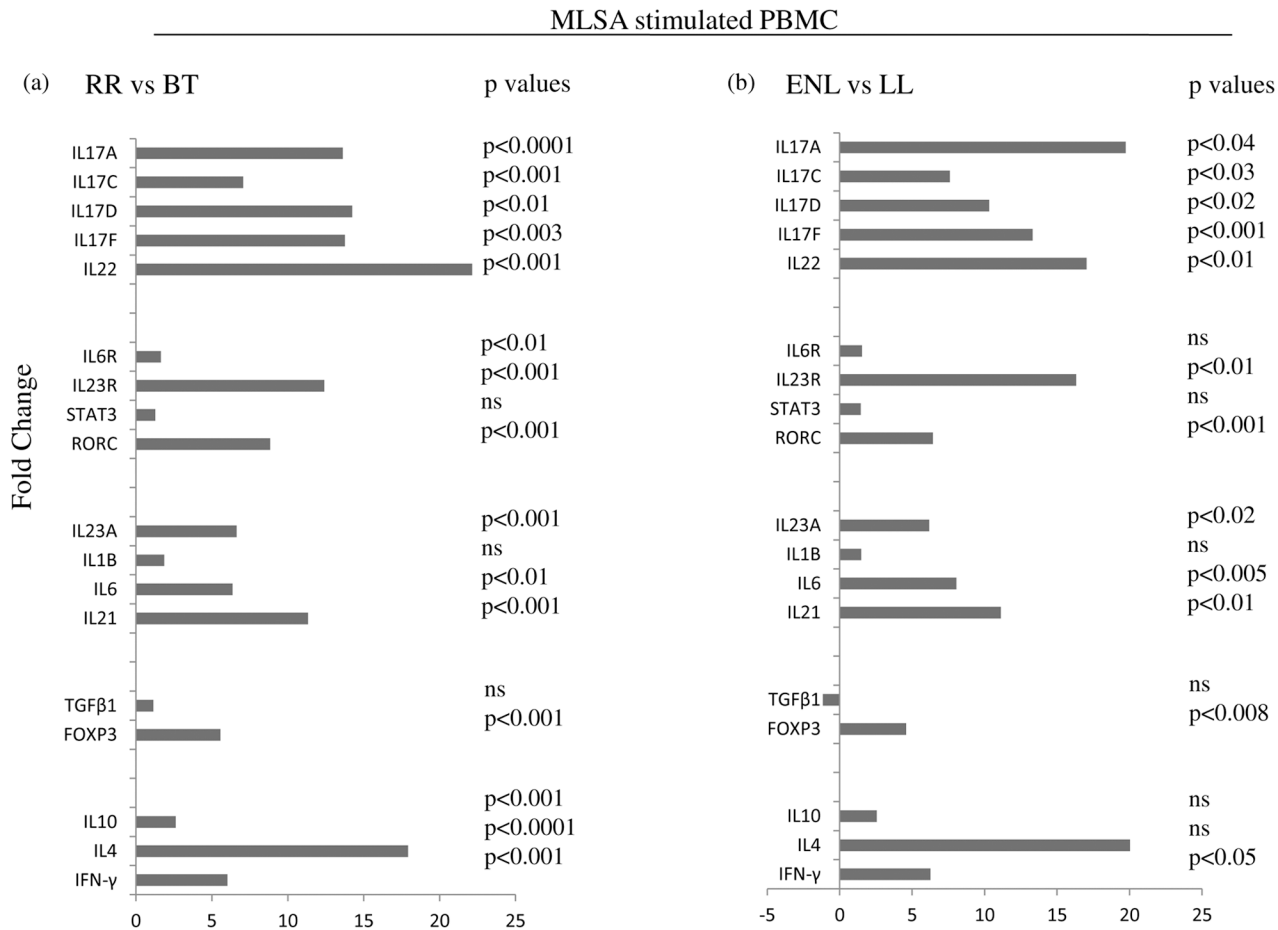 MLSA stimulated PBMC
(a) RR vs BT p values
IL17A p<0.0001
IL17C p<0.001
IL17D p<0.01
IL17F p<0.003
IL22 p<0.001
IL6R p<0.01
IL23R p<0.001
STAT3 ns
RORC p<0.001
IL23A p<0.001
IL1B ns
IL6 p<0.01
IL21 p<0.001
TGFβ1 ns
FOXP3 p<0.001
IL10 p<0.001
IL4 p<0.0001
IFN-γ p<0.001
0 5 10 15 20 25
Fold Change
(b) ENL vs LL p values
IL17A p<0.04
IL17C p<0.03
IL17D p<0.02
IL17F p<0.001
IL22 p<0.01
IL6R ns
IL23R p<0.01
STAT3 ns
RORC p<0.001
IL23A p<0.02
IL1B ns
IL6 p<0.005
IL21 p<0.01
TGFβ1 ns
FOXP3 p<0.008
IL10 ns
IL4 ns
IFN-γ p<0.05
-5 0 5 10 15 20 25